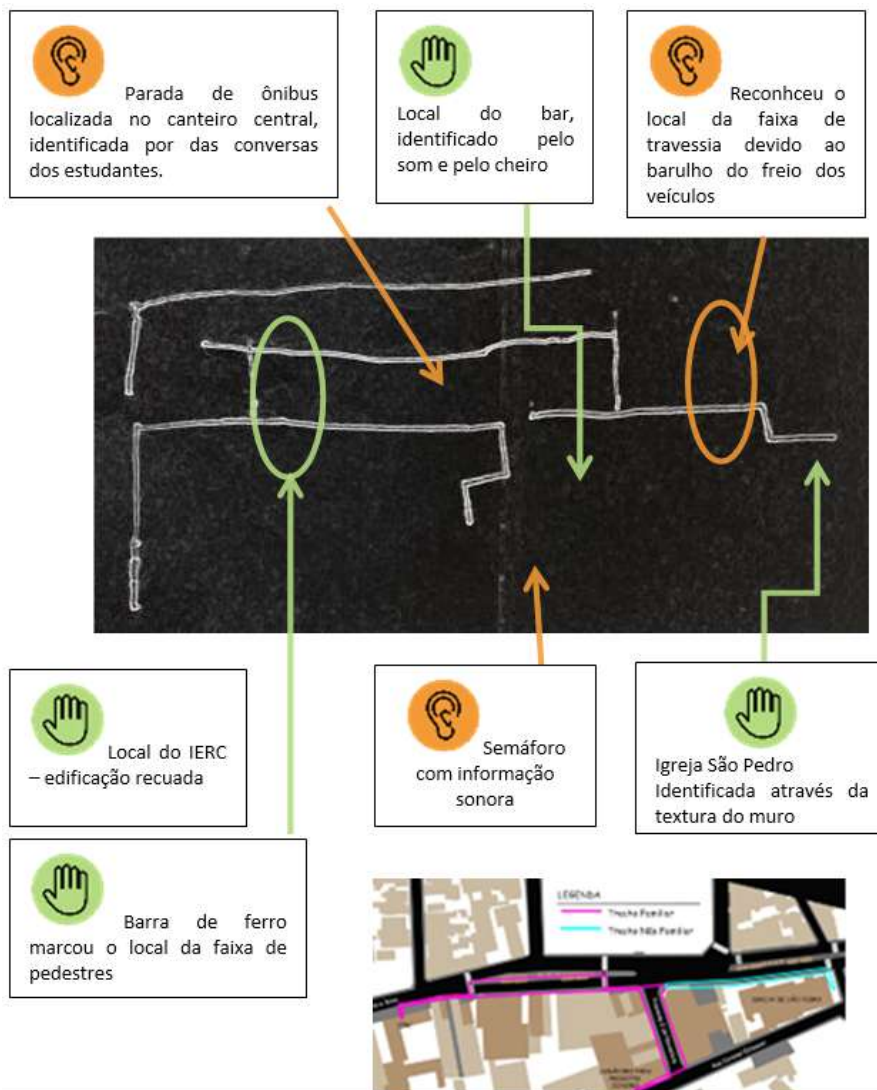 Parada de ônibus
localizada no canteiro central,
identificada por das conversas
dos estudantes.
Local do bar,
identificado pelo
som e pelo cheiro
Reconhceu o
local da faixa de
travessia devido ao
barulho do freio dos
veículos
Local do IERC
– edificação recuada
Semáforo
com informação
sonora
Igreja São Pedro
Identificada através da
textura do muro
Barra de ferro
marcou o local da faixa de
pedestres
LEGENDA
Trecho Familiar
Trecho Não Familiar